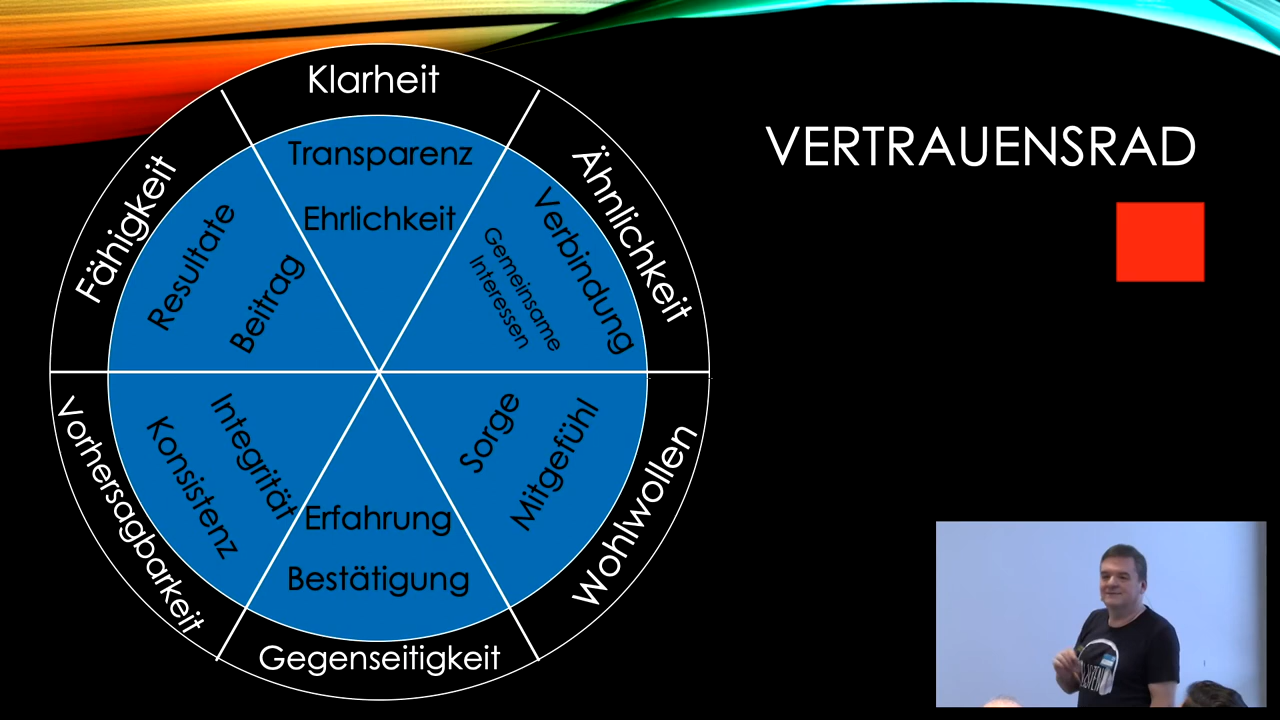 VERTRAUENSRAD
Klarheit
Transparenz
Ehrlichkeit
Ähnlichkeit
Verbindung
Gemeinsame
Interessen
Wohlwollen
Mitgefühl
Sorge
Gegenseitigkeit
Bestätigung
Erfahrung
Vorhersagbarkeit
Konsistenz
Integrität
Fähigkeit
Resultate
Beitrag